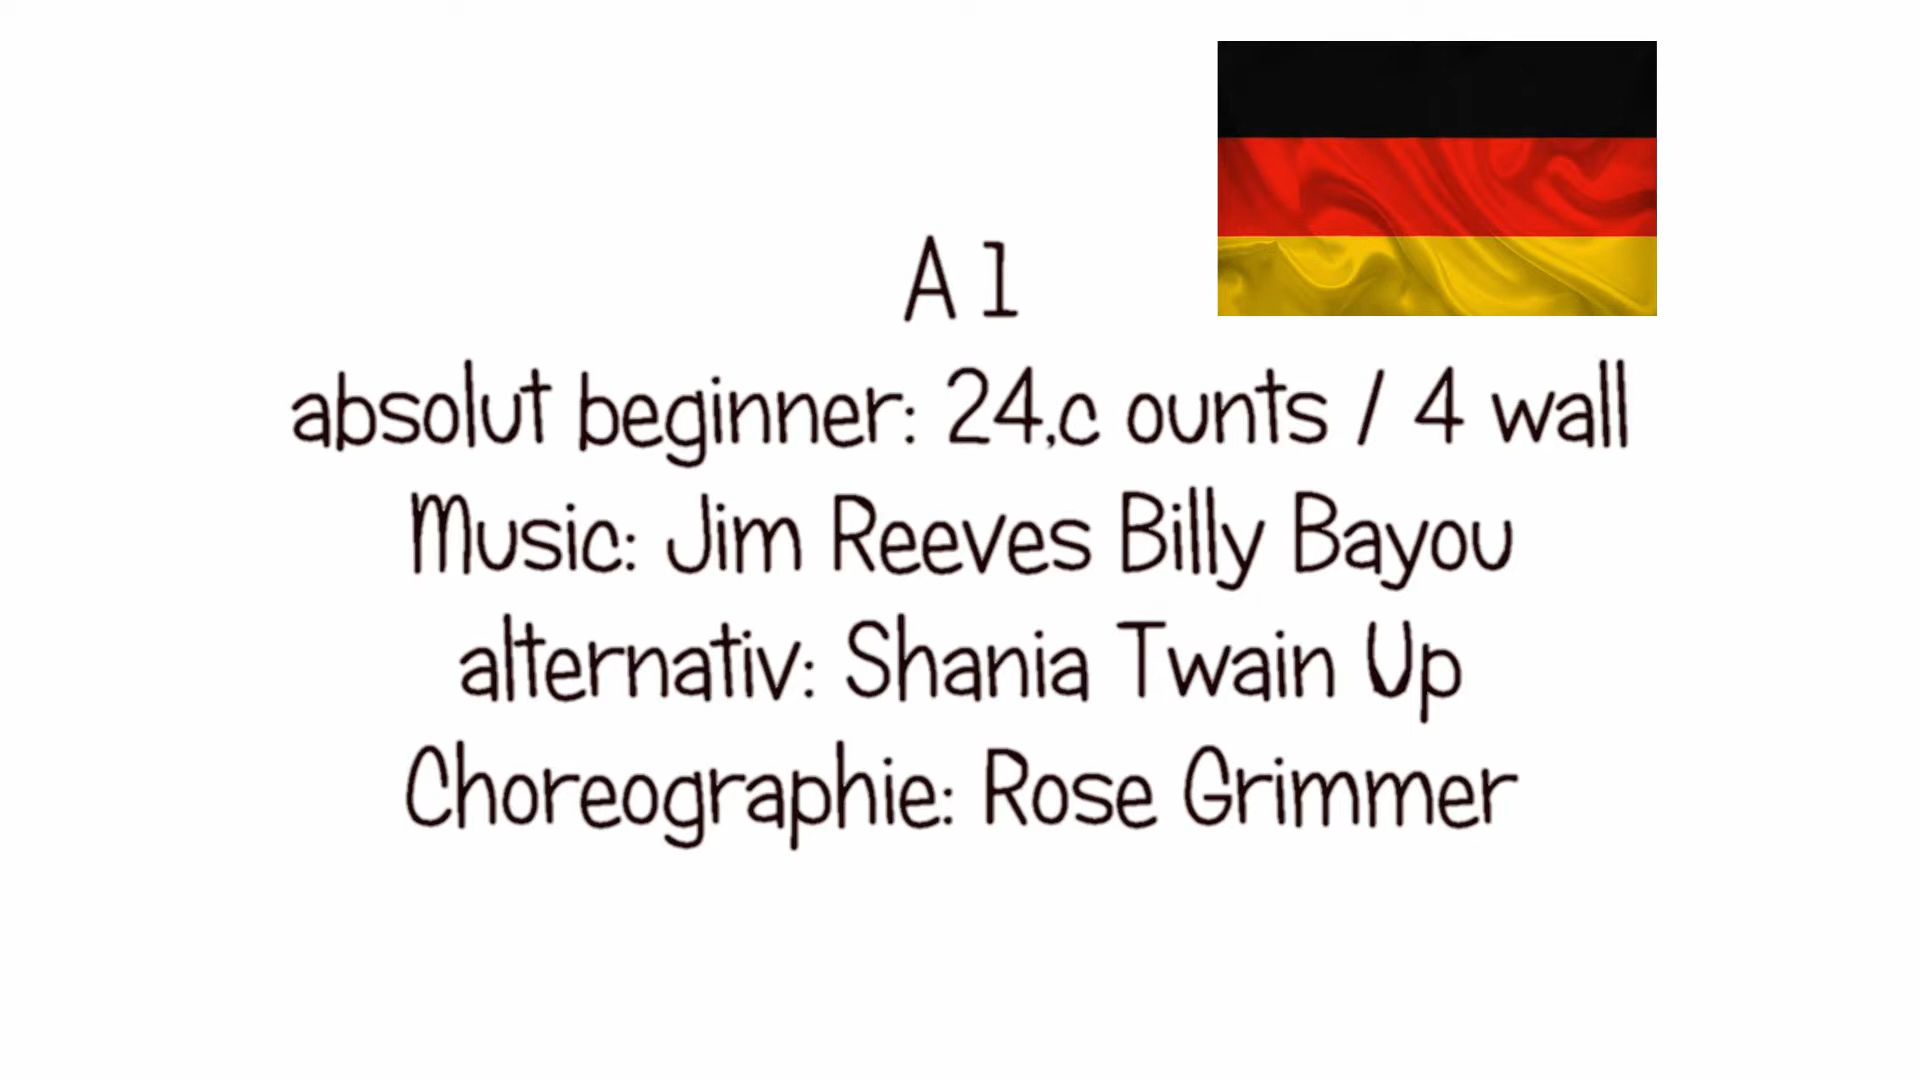 A 1
absolut beginner: 24,c ounts / 4 wall
Music: Jim Reeves Billy Bayou
alternativ: Shania Twain Up
Choreographie: Rose Grimmer